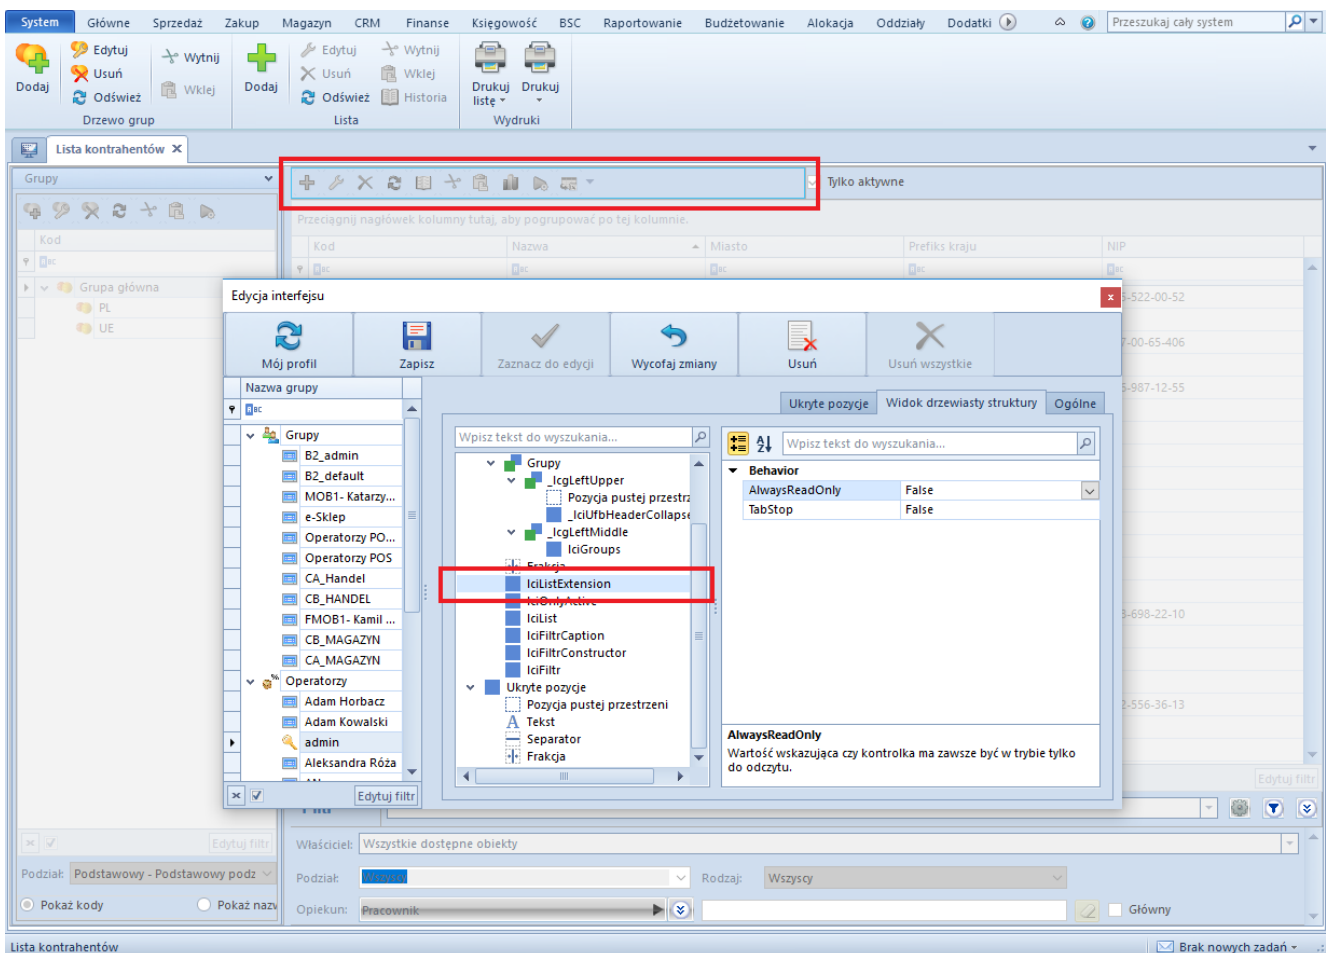 System Główne Sprzedaż Zakup Magazyn CRM Finanse Księgowość BSC Raportowanie Budżetowanie Alokacja Oddziały Dodatki Przeszukaj cały system
Dodaj Edytuj Usuń Odśwież Wytnij Wklej
Drzewo grup
Dodaj Edytuj Usuń Odśwież Wytnij Wklej Historia
Lista
Drukuj listę Drukuj
Wydruki
Lista kontrahentów
Grupy
Tylko aktywne
Przeciągnij nagłówek kolumny tutaj, aby pogrupować po tej kolumnie.
Kod
Kod Nazwa Miasto Prefiks kraju NIP
Grupa główna
PL
UE
-522-00-52
-00-65-406
-987-12-55
-698-22-10
-556-36-13
Edycja interfejsu
Mój profil Zapisz Zaznacz do edycji Wycofaj zmiany Usuń Usuń wszystkie
Nazwa grupy
Grupy
B2_admin
B2_default
MOB1- Katarzy...
e-Sklep
Operatorzy PO...
Operatorzy POS
CA_Handel
CB_HANDEL
FMOB1- Kamil ...
CB_MAGAZYN
CA_MAGAZYN
Operatorzy
Adam Horbacz
Adam Kowalski
admin
Aleksandra Róża
Edytuj filtr
Ukryte pozycje Widok drzewiasty struktury Ogólne
Wpisz tekst do wyszukania...
Grupy
_lcgLeftUpper
Pozycja pustej przestrz
_lciUfbHeaderCollapse
_lcgLeftMiddle
lciGroups
Frakcja
lciListExtension
lciOnlyActive
lciList
lciFiltrCaption
lciFiltrConstructor
lciFiltr
Ukryte pozycje
Pozycja pustej przestrzeni
Tekst
Separator
Frakcja
Wpisz tekst do wyszukania...
Behavior
AlwaysReadOnly False
TabStop False
AlwaysReadOnly
Wartość wskazująca czy kontrolka ma zawsze być w trybie tylko
do odczytu.
Edytuj filtr
Filtr
Edytuj filtr
Właściciel: Wszystkie dostępne obiekty
Podział: Podstawowy - Podstawowy podz
Podział: Wszyscy Rodzaj: Wszyscy
Pokaż kody Pokaż nazw
Opiekun: Pracownik Główny
Lista kontrahentów Brak nowych zadań